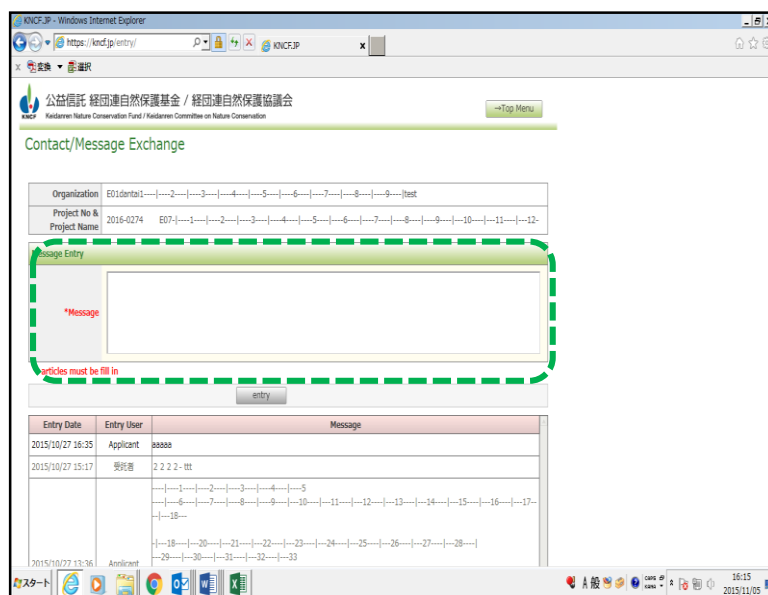 KNCF.JP - Windows Internet Explorer
https://kncf.jp/entry/
KNCF.JP
x 変換 ▼ 選択
公益信託 経団連自然保護基金 / 経団連自然保護協議会
KNCF Keidanren Nature Conservation Fund / Keidanren Committee on Nature Conservation
→Top Menu
Contact/Message Exchange
Organization E01dantai1----|----2----|----3----|----4----|----5----|----6----|----7----|----8----|----9----|test
Project No & Project Name 2016-0274 E07-|----1----|----2----|----3----|----4----|----5----|----6----|----7----|----8----|----9----|----10----|----11----|---12-
Message Entry
*Message
articles must be fill in
entry
Entry Date Entry User Message
2015/10/27 16:35 Applicant aaaaa
2015/10/27 15:17 受託者 2 2 2 2 - ttt
----|----1----|----2----|----3----|----4----|----5
----|----6----|----7----|----8----|----9----|---10----|---11----|---12----|---13----|---14----|---15----|---16----|---17--
--|---18---
-|---18----|---20----|---21----|---22----|---23----|---24----|---25----|---26----|---27----|---28----|
---29----|---30----|---31----|---32----|---33
2015/10/27 13:36 Applicant
スタート
A 般
CAPS
KANA
16:15
2015/11/05